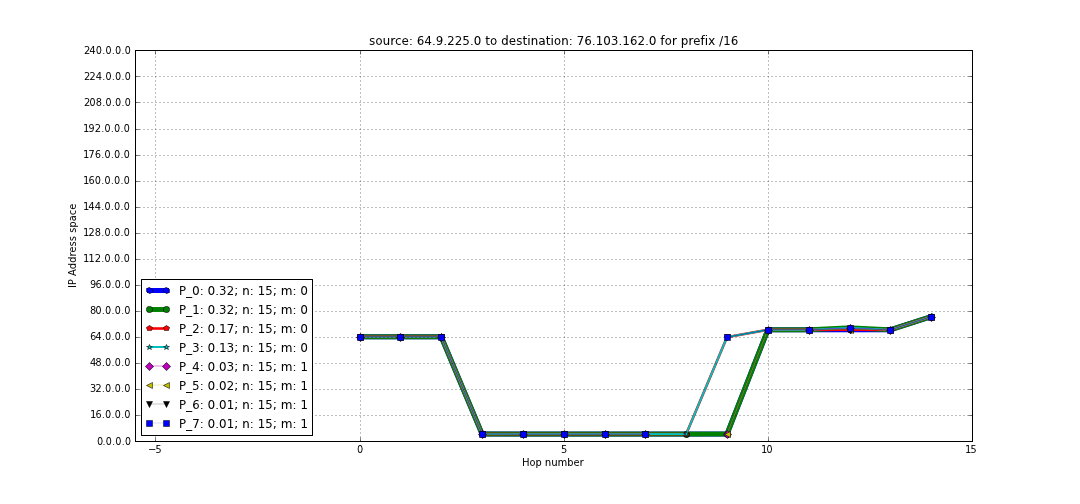 source: 64.9.225.0 to destination: 76.103.162.0 for prefix /16
240.0.0.0
224.0.0.0
208.0.0.0
192.0.0.0
176.0.0.0
160.0.0.0
144.0.0.0
128.0.0.0
112.0.0.0
96.0.0.0
80.0.0.0
64.0.0.0
48.0.0.0
32.0.0.0
16.0.0.0
0.0.0.0
IP Address space
P_0: 0.32; n: 15; m: 0
P_1: 0.32; n: 15; m: 0
P_2: 0.17; n: 15; m: 0
P_3: 0.13; n: 15; m: 0
P_4: 0.03; n: 15; m: 1
P_5: 0.02; n: 15; m: 1
P_6: 0.01; n: 15; m: 1
P_7: 0.01; n: 15; m: 1
−5 0 5 10 15
Hop number